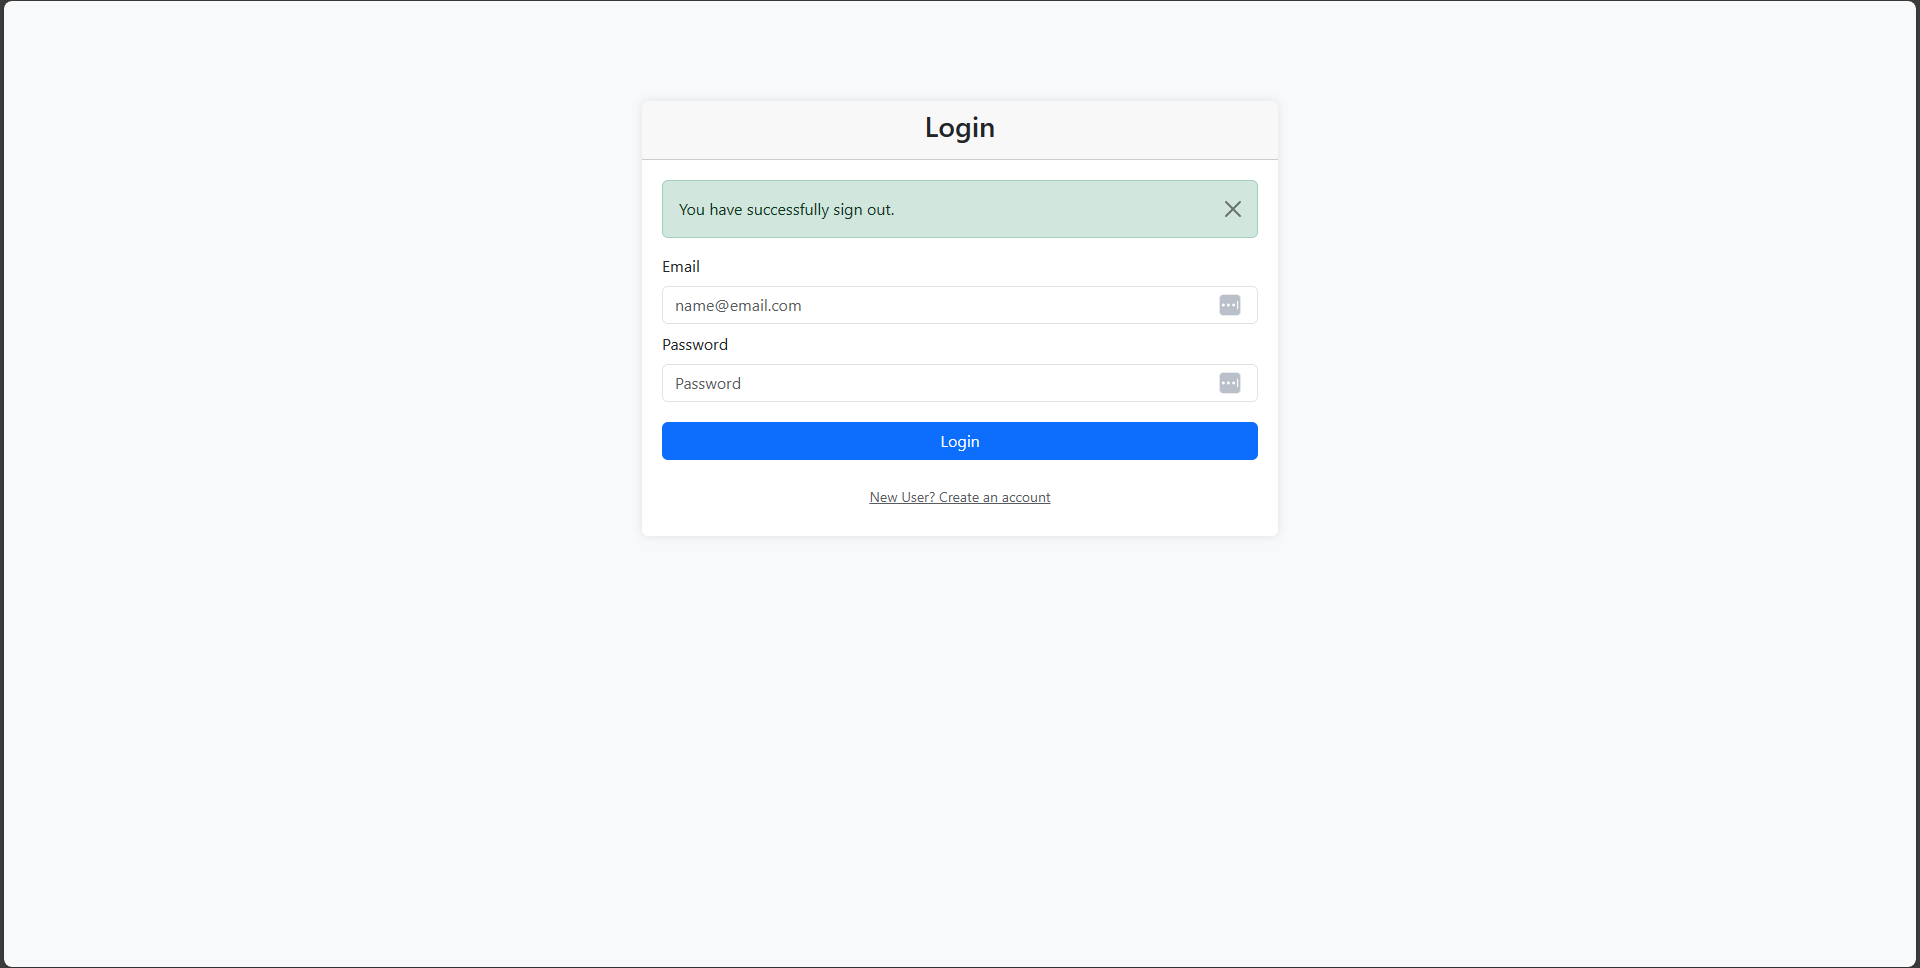 Login
You have successfully sign out.
Email
name@email.com
Password
Password
Login
New User? Create an account